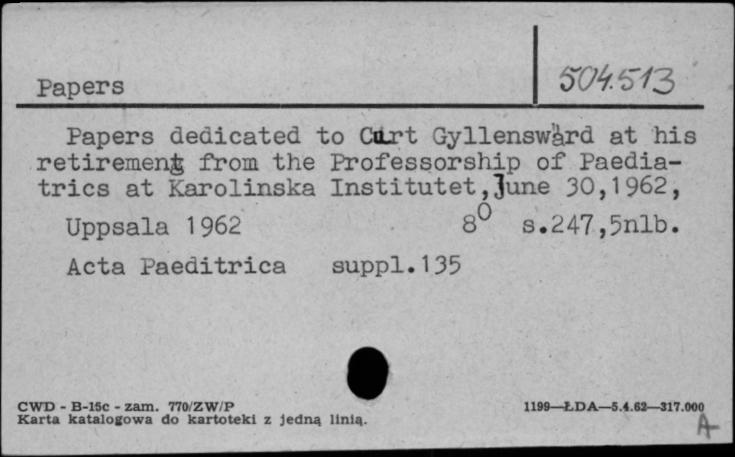 Papers
504.513
Papers dedicated to Curt Gyllenswärd at his
retirement from the Professorship of Paedia-
trics at Karolinska Institutet, June 30,1962,
Uppsala 1962 8⁰ s.247,5nlb.
Acta Paeditrica suppl.135
CWD - B-15c - zam. 770/ZW/P
Karta katalogowa do kartoteki z jedną linią.
1199—ŁDA—5.4.62—317.000
A